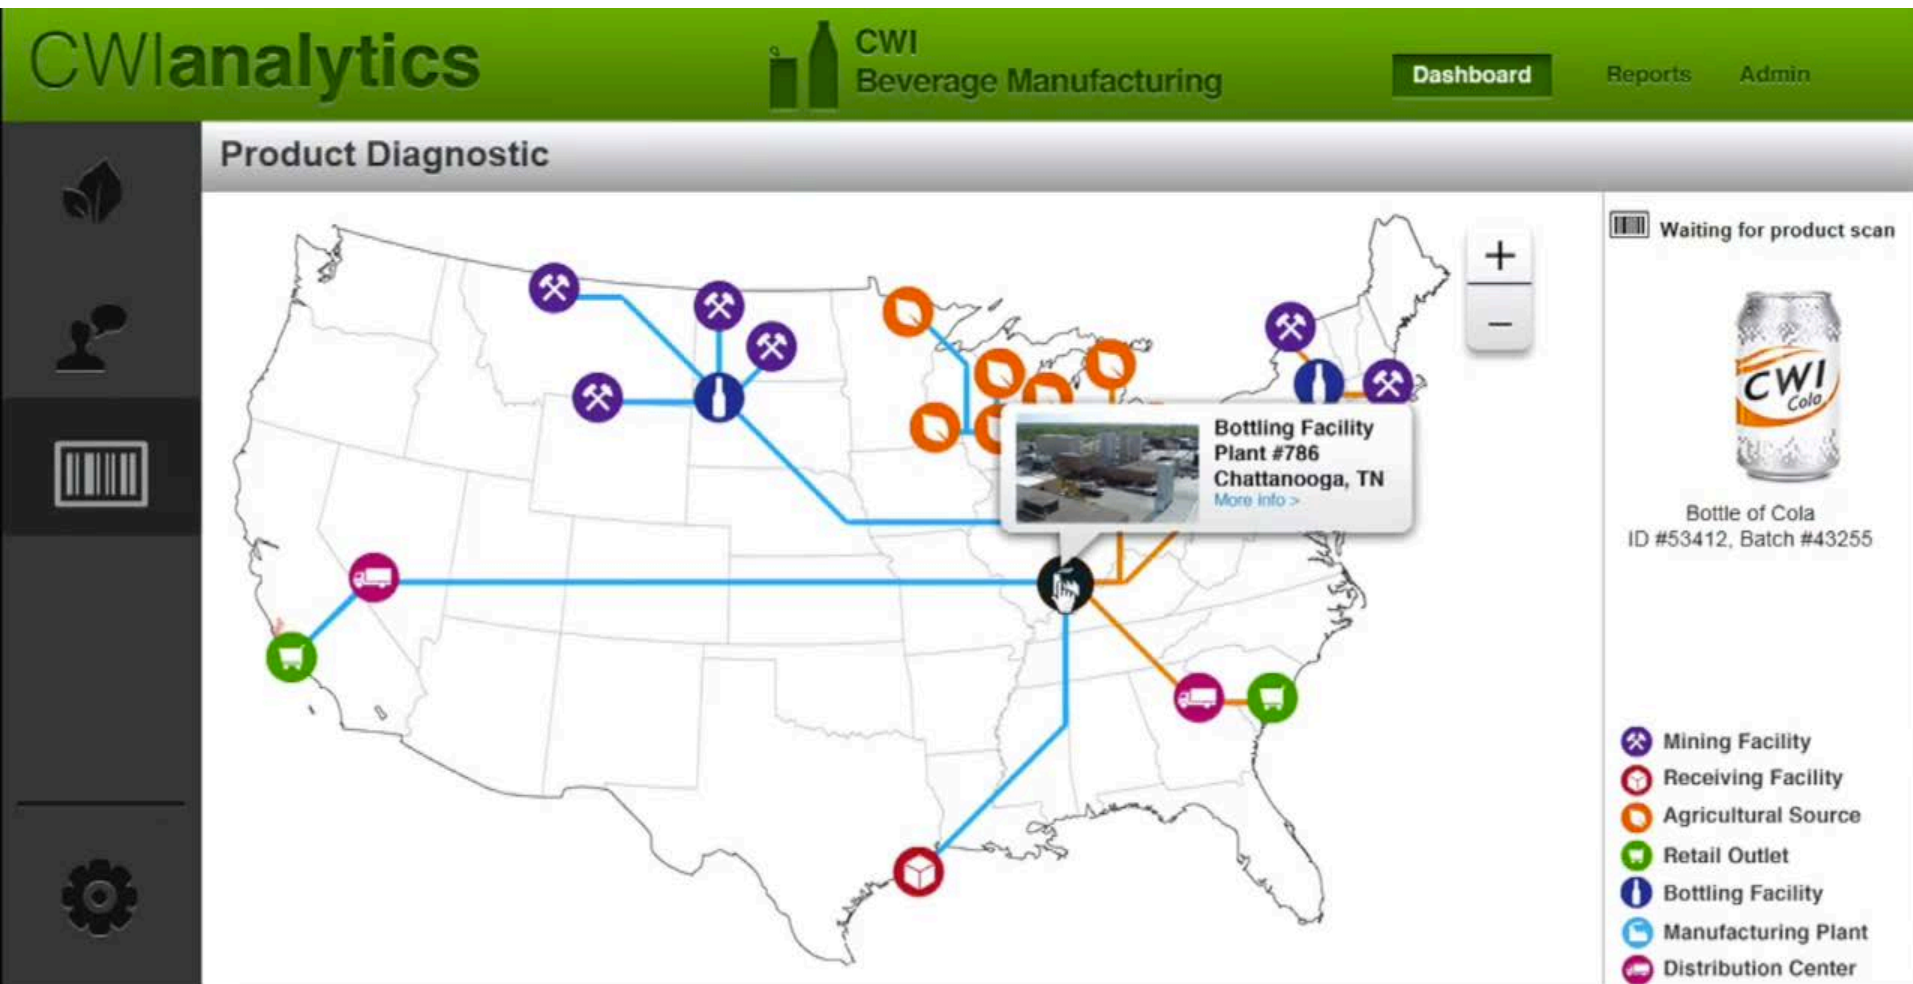 CWIanalytics
CWI
Beverage Manufacturing
Dashboard
Reports
Admin
Product Diagnostic
Waiting for product scan
CWI
Cola
Bottle of Cola
ID #53412, Batch #43255
Bottling Facility
Plant #786
Chattanooga, TN
More info >
Mining Facility
Receiving Facility
Agricultural Source
Retail Outlet
Bottling Facility
Manufacturing Plant
Distribution Center